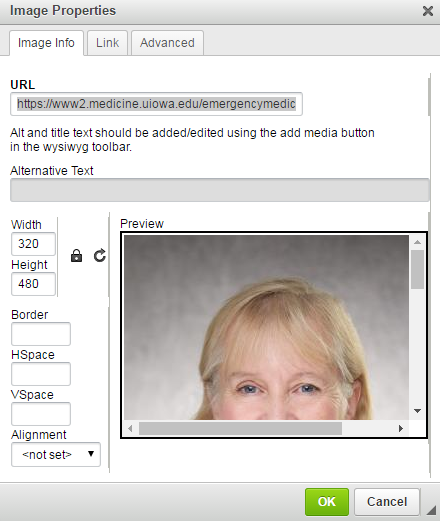 Image Properties
Image Info
Link
Advanced
URL
https://www2.medicine.uiowa.edu/emergencymedic
Alt and title text should be added/edited using the add media button
in the wysiwyg toolbar.
Alternative Text
Width
320
Height
480
Preview
Border
HSpace
VSpace
Alignment
<not set>
OK
Cancel